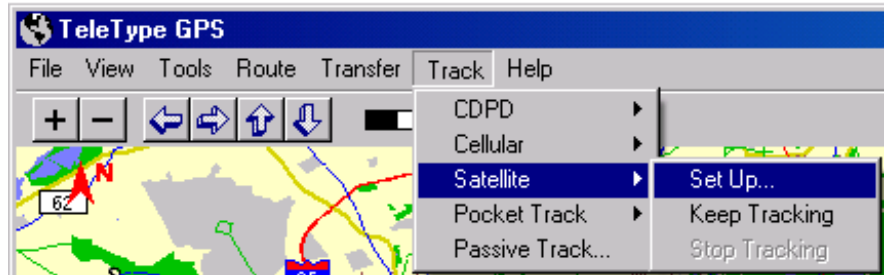 TeleType GPS
File View Tools Route Transfer Track Help
+ −
CDPD
Cellular
Satellite
Pocket Track
Passive Track...
Set Up...
Keep Tracking
Stop Tracking
N
62